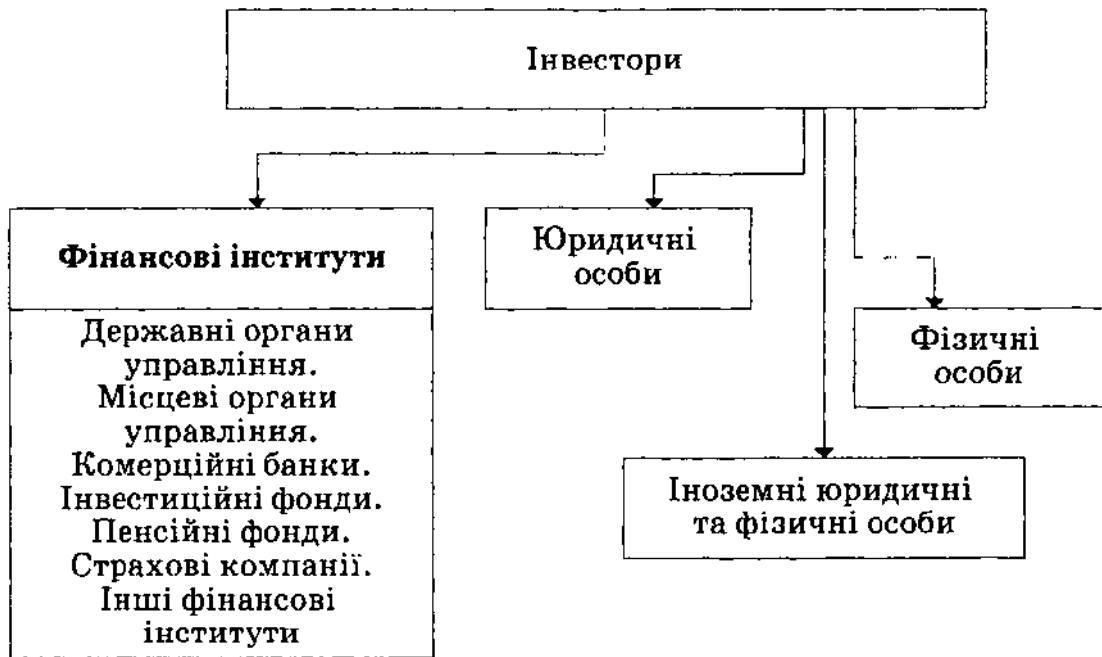 Інвестори
Фінансові інститути
Державні органи
управління.
Місцеві органи
управління.
Комерційні банки.
Інвестиційні фонди.
Пенсійні фонди.
Страхові компанії.
Інші фінансові
інститути
Юридичні
особи
Фізичні
особи
Іноземні юридичні
та фізичні особи